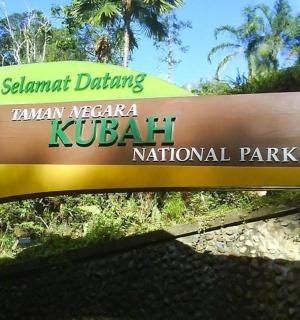 Selamat Datang
TAMAN NEGARA
KUBAH
NATIONAL PARK